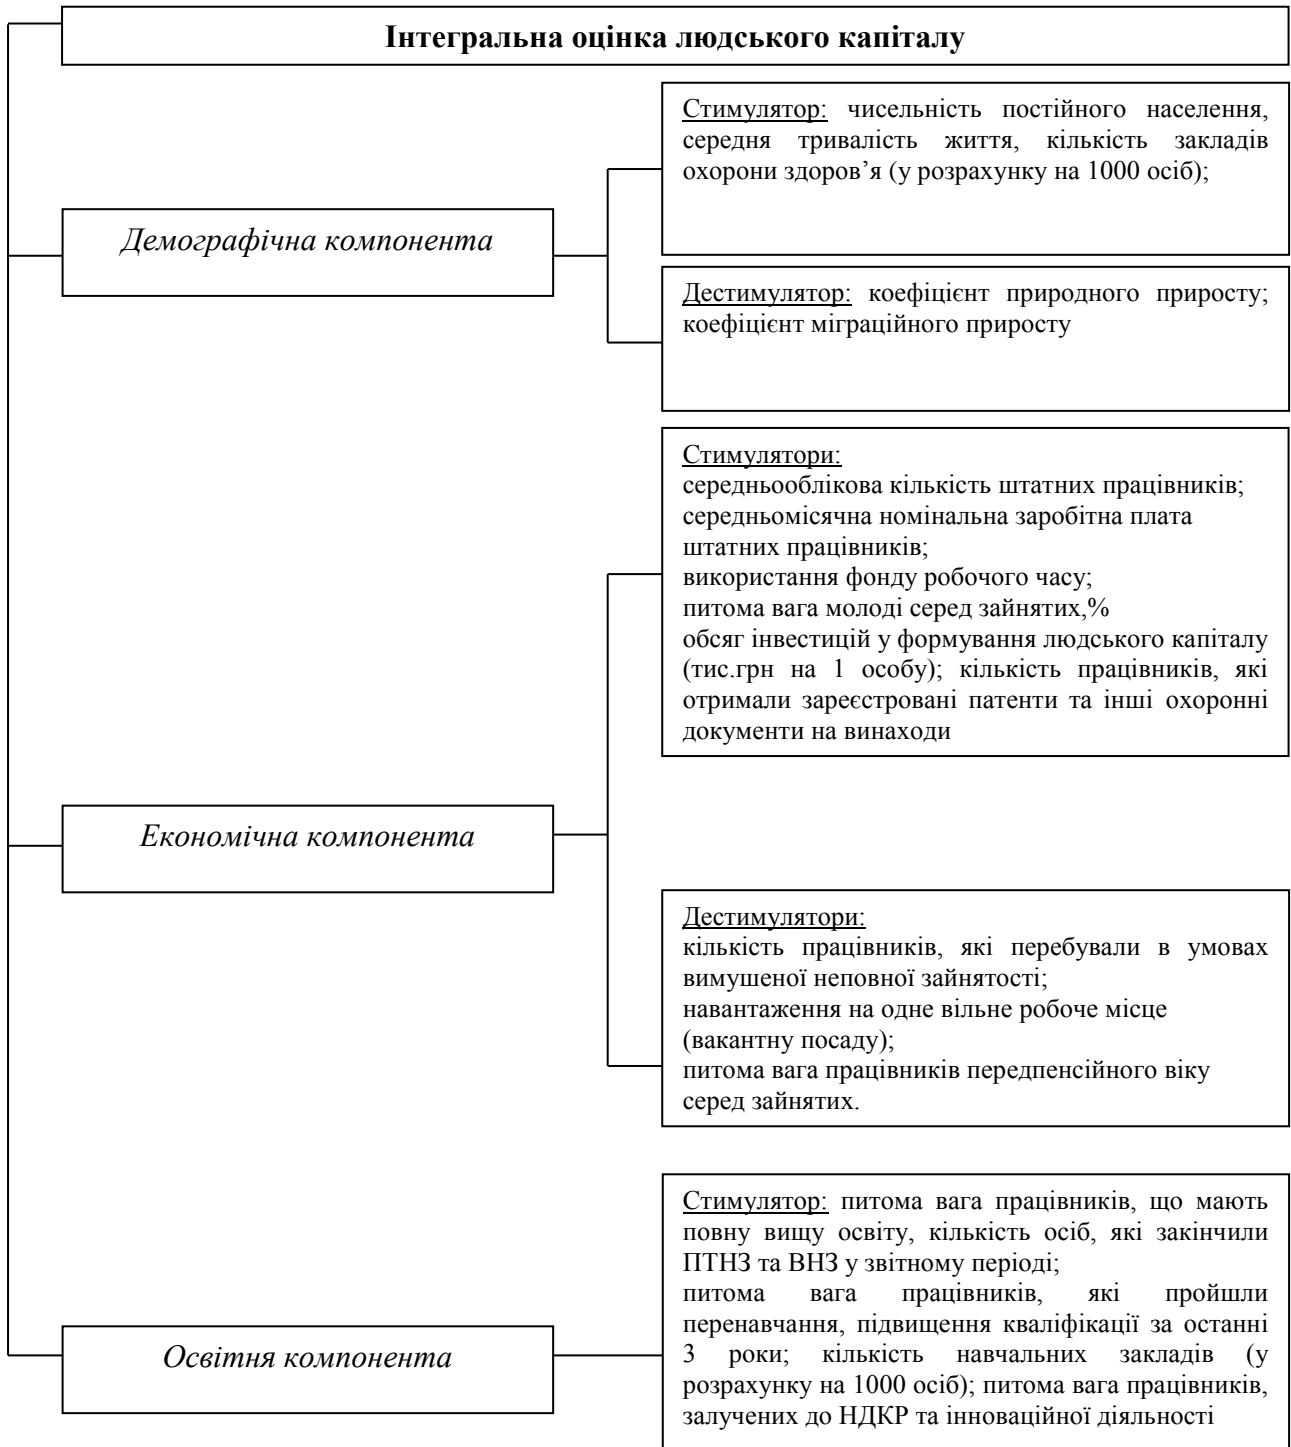 Інтегральна оцінка людського капіталу
Стимулятор: чисельність постійного населення,
середня тривалість життя, кількість закладів
охорони здоров’я (у розрахунку на 1000 осіб);
Демографічна компонента
Дестимулятор: коефіцієнт природного приросту;
коефіцієнт міграційного приросту
Стимулятори:
середньооблікова кількість штатних працівників;
середньомісячна номінальна заробітна плата
штатних працівників;
використання фонду робочого часу;
питома вага молоді серед зайнятих,%
обсяг інвестицій у формування людського капіталу
(тис.грн на 1 особу); кількість працівників, які
отримали зареєстровані патенти та інші охоронні
документи на винаходи
Економічна компонента
Дестимулятори:
кількість працівників, які перебували в умовах
вимушеної неповної зайнятості;
навантаження на одне вільне робоче місце
(вакантну посаду);
питома вага працівників передпенсійного віку
серед зайнятих.
Стимулятор: питома вага працівників, що мають
повну вищу освіту, кількість осіб, які закінчили
ПТНЗ та ВНЗ у звітному періоді;
питома вага працівників, які пройшли
перенавчання, підвищення кваліфікації за останні
3 роки; кількість навчальних закладів (у
розрахунку на 1000 осіб); питома вага працівників,
залучених до НДКР та інноваційної діяльності
Освітня компонента